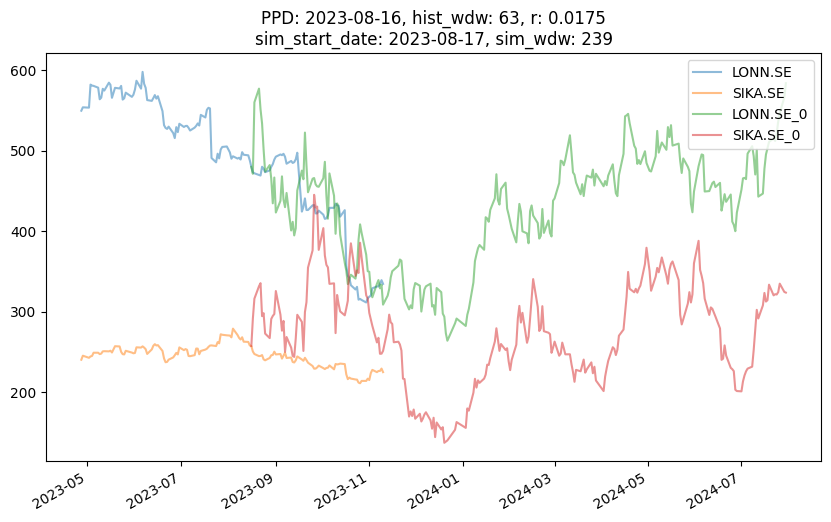 PPD: 2023-08-16, hist_wdw: 63, r: 0.0175
sim_start_date: 2023-08-17, sim_wdw: 239
LONN.SE
SIKA.SE
LONN.SE_0
SIKA.SE_0
600
500
400
300
200
2023-05
2023-07
2023-09
2023-11
2024-01
2024-03
2024-05
2024-07